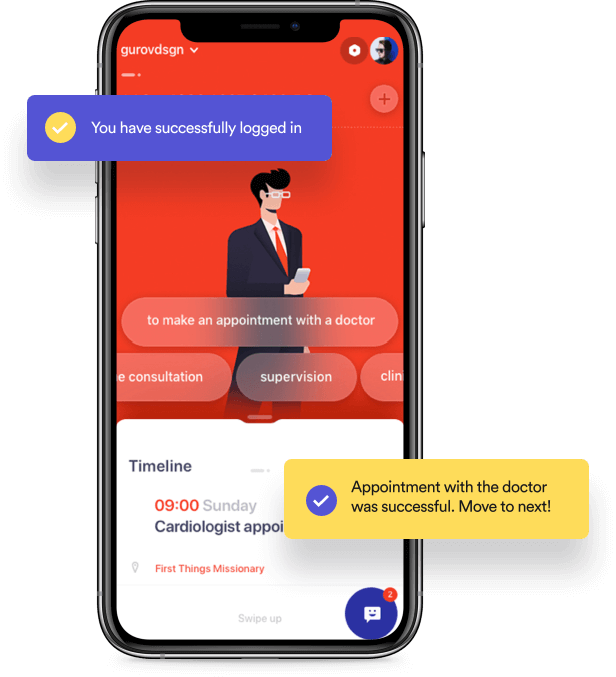 gurovdsgn
You have successfully logged in
to make an appointment with a doctor
e consultation
supervision
clin
Timeline
09:00 Sunday
Cardiologist appoi
Appointment with the doctor
was successful. Move to next!
First Things Missionary
2
Swipe up